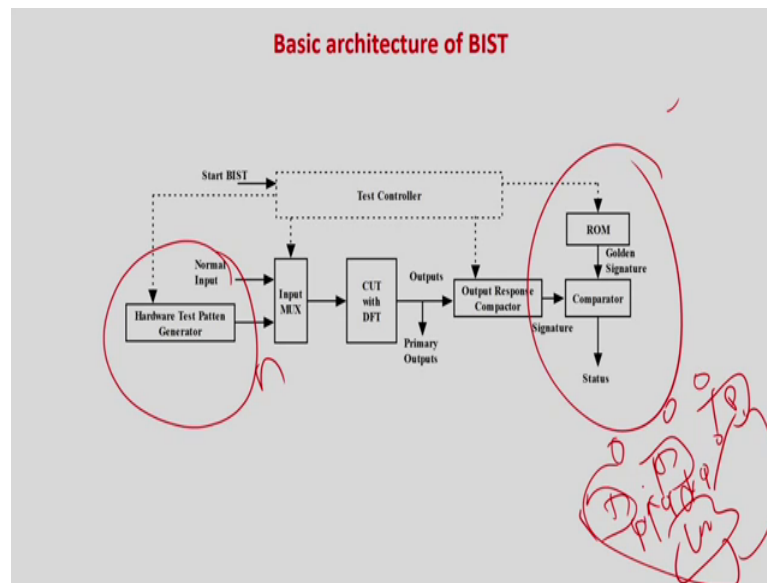 Basic architecture of BIST
Start BIST
Test Controller
ROM
Normal
Input
Golden
Signature
Hardware Test Patten
Generator
Input
MUX
CUT
with
DFT
Outputs
Output Response
Compactor
Comparator
Signature
Primary
Outputs
Status